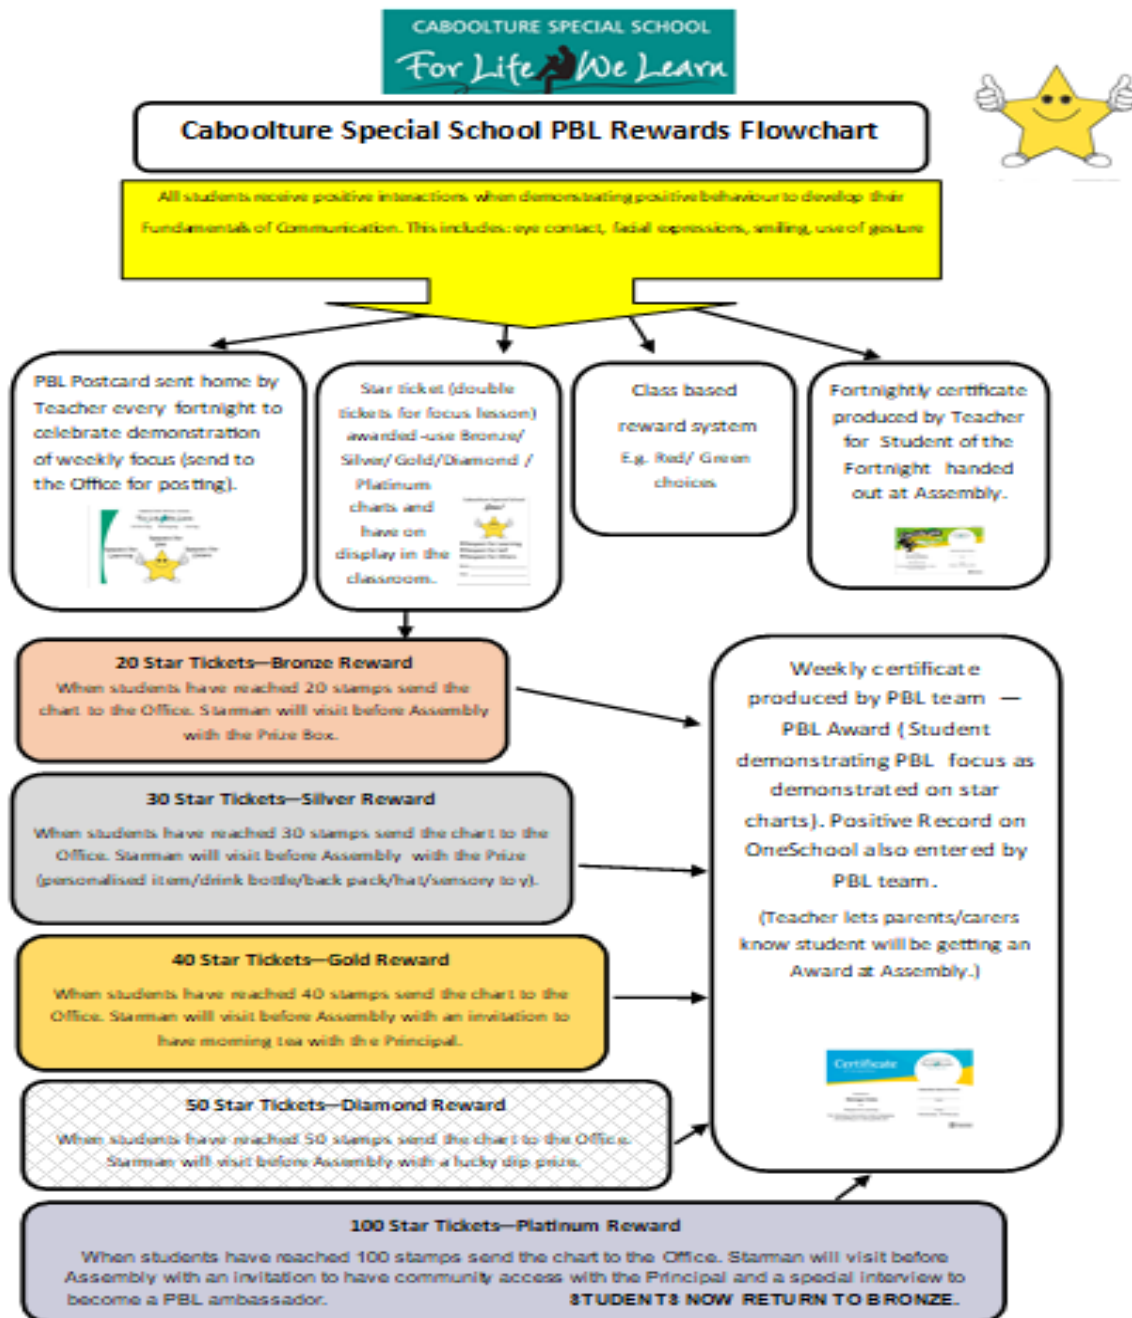 CABOOLTURE SPECIAL SCHOOL
For Life We Learn
Caboolture Special School PBL Rewards Flowchart
All students receive positive interactions when demonstrating positive behaviour to develop their
Fundamentals of Communication. This includes: eye contact, facial expressions, smiling, use of gesture
PBL Postcard sent home by
Teacher every fortnight to
celebrate demonstration
of weekly focus (send to
the Office for posting).
Star ticket (double
tickets for focus lesson)
awarded -use Bronze/
Silver/ Gold/Diamond /
Platinum
charts and
have on
display in the
classroom.
Class based
reward system
E.g. Red/ Green
choices
Fortnightly certificate
produced by Teacher
for Student of the
Fortnight handed
out at Assembly.
20 Star Tickets—Bronze Reward
When students have reached 20 stamps send the
chart to the Office. Starman will visit before Assembly
with the Prize Box.
30 Star Tickets—Silver Reward
When students have reached 30 stamps send the chart to the
Office. Starman will visit before Assembly with the Prize
(personalised item/drink bottle/back pack/hat/sensory toy).
40 Star Tickets—Gold Reward
When students have reached 40 stamps send the chart to the
Office. Starman will visit before Assembly with an invitation to
have morning tea with the Principal.
50 Star Tickets—Diamond Reward
When students have reached 50 stamps send the chart to the Office.
Starman will visit before Assembly with a lucky dip prize.
Weekly certificate
produced by PBL team —
PBL Award (Student
demonstrating PBL focus as
demonstrated on star
charts). Positive Record on
OneSchool also entered by
PBL team.
(Teacher lets parents/carers
know student will be getting an
Award at Assembly.)
Certificate
100 Star Tickets—Platinum Reward
When students have reached 100 stamps send the chart to the Office. Starman will visit before
Assembly with an invitation to have community access with the Principal and a special interview to
become a PBL ambassador. STUDENTS NOW RETURN TO BRONZE.